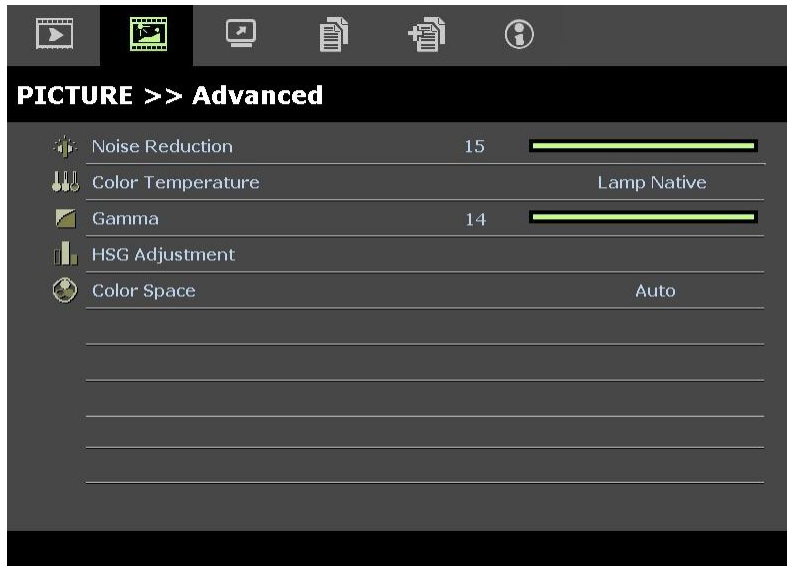 PICTURE >> Advanced
Noise Reduction 15
Color Temperature Lamp Native
Gamma 14
HSG Adjustment
Color Space Auto